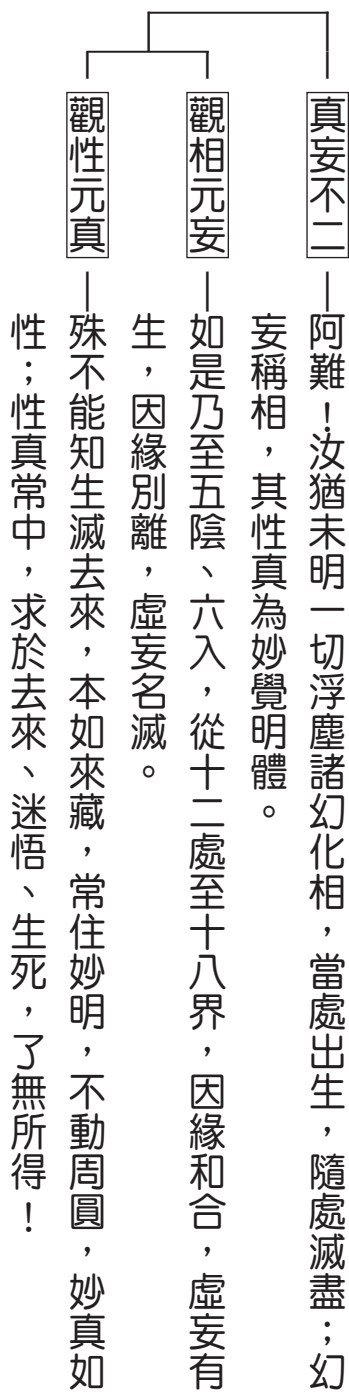 真妄不二 阿難！汝猶未明一切浮塵諸幻化相，當處出生，隨處滅盡；幻
妄稱相，其性真為妙覺明體。
觀相元妄 如是乃至五陰、六入，從十二處至十八界，因緣和合，虛妄有
生，因緣別離，虛妄名滅。
觀性元真 殊不能知生滅去來，本如來藏，常住妙明，不動周圓，妙真如
性；性真常中，求於去來、迷悟、生死，了無所得！